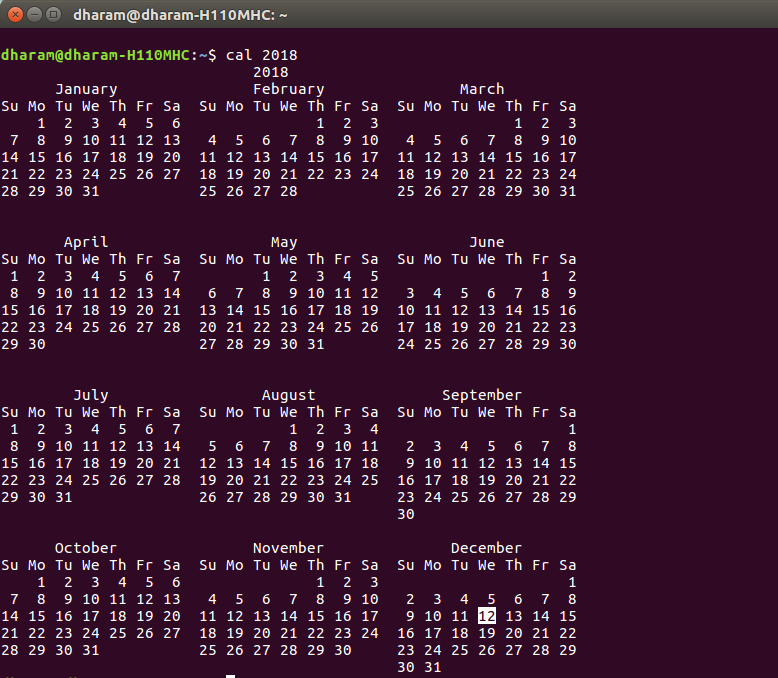 dharam@dharam-H110MHC: ~
dharam@dharam-H110MHC:~$ cal 2018
                            2018
      January               February               March
Su Mo Tu We Th Fr Sa  Su Mo Tu We Th Fr Sa  Su Mo Tu We Th Fr Sa
    1  2  3  4  5  6               1  2  3               1  2  3
 7  8  9 10 11 12 13   4  5  6  7  8  9 10   4  5  6  7  8  9 10
14 15 16 17 18 19 20  11 12 13 14 15 16 17  11 12 13 14 15 16 17
21 22 23 24 25 26 27  18 19 20 21 22 23 24  18 19 20 21 22 23 24
28 29 30 31           25 26 27 28           25 26 27 28 29 30 31
       April                  May                   June
Su Mo Tu We Th Fr Sa  Su Mo Tu We Th Fr Sa  Su Mo Tu We Th Fr Sa
 1  2  3  4  5  6  7         1  2  3  4  5                  1  2
 8  9 10 11 12 13 14   6  7  8  9 10 11 12   3  4  5  6  7  8  9
15 16 17 18 19 20 21  13 14 15 16 17 18 19  10 11 12 13 14 15 16
22 23 24 25 26 27 28  20 21 22 23 24 25 26  17 18 19 20 21 22 23
29 30                 27 28 29 30 31        24 25 26 27 28 29 30
        July                 August              September
Su Mo Tu We Th Fr Sa  Su Mo Tu We Th Fr Sa  Su Mo Tu We Th Fr Sa
 1  2  3  4  5  6  7            1  2  3  4                     1
 8  9 10 11 12 13 14   5  6  7  8  9 10 11   2  3  4  5  6  7  8
15 16 17 18 19 20 21  12 13 14 15 16 17 18   9 10 11 12 13 14 15
22 23 24 25 26 27 28  19 20 21 22 23 24 25  16 17 18 19 20 21 22
29 30 31              26 27 28 29 30 31     23 24 25 26 27 28 29
                                            30
      October               November              December
Su Mo Tu We Th Fr Sa  Su Mo Tu We Th Fr Sa  Su Mo Tu We Th Fr Sa
    1  2  3  4  5  6               1  2  3                     1
 7  8  9 10 11 12 13   4  5  6  7  8  9 10   2  3  4  5  6  7  8
14 15 16 17 18 19 20  11 12 13 14 15 16 17   9 10 11 12 13 14 15
21 22 23 24 25 26 27  18 19 20 21 22 23 24  16 17 18 19 20 21 22
28 29 30 31           25 26 27 28 29 30     23 24 25 26 27 28 29
                                            30 31